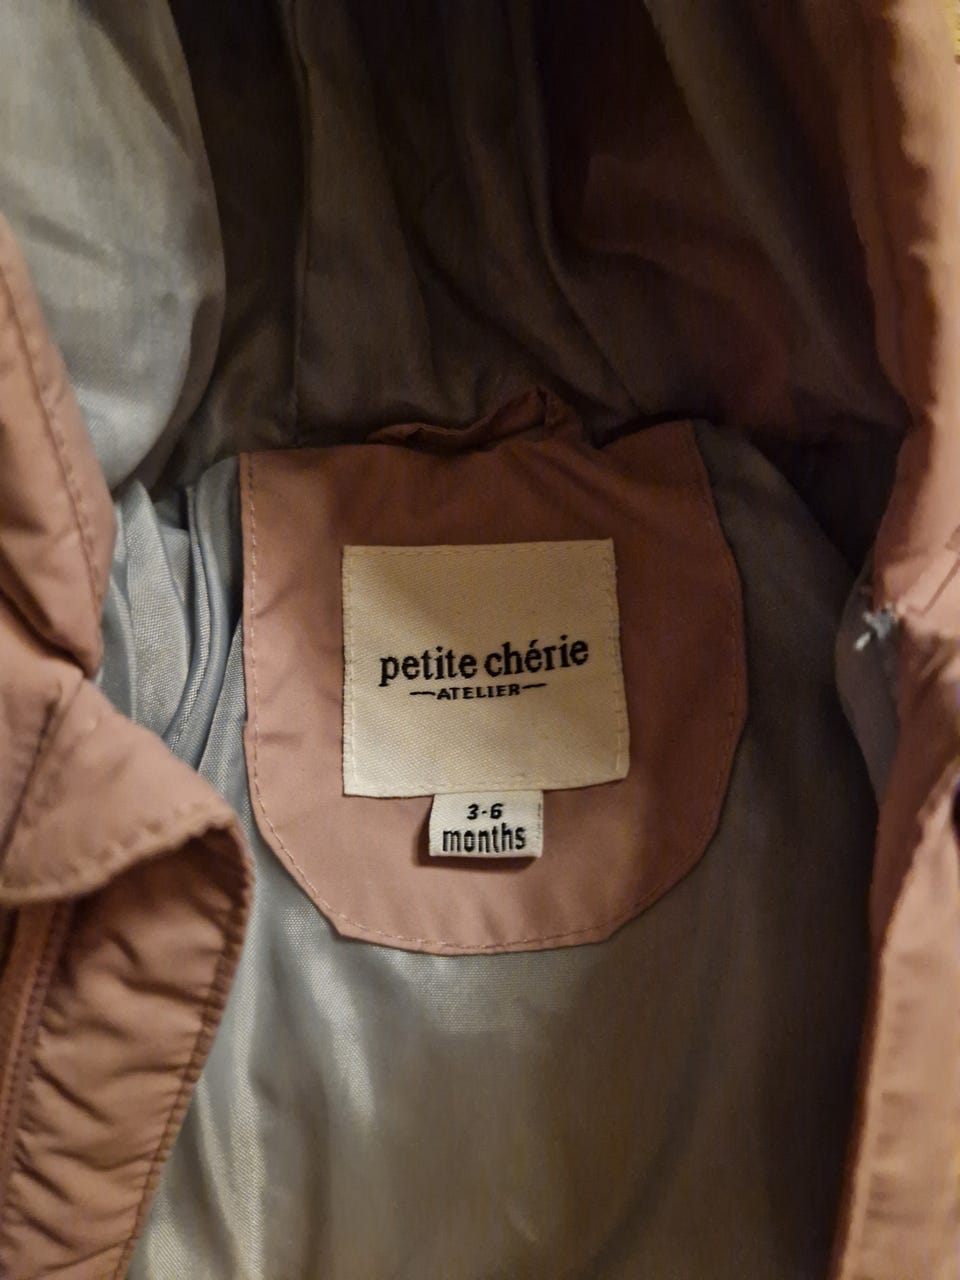 petite chérie
ATELIER
3-6
months